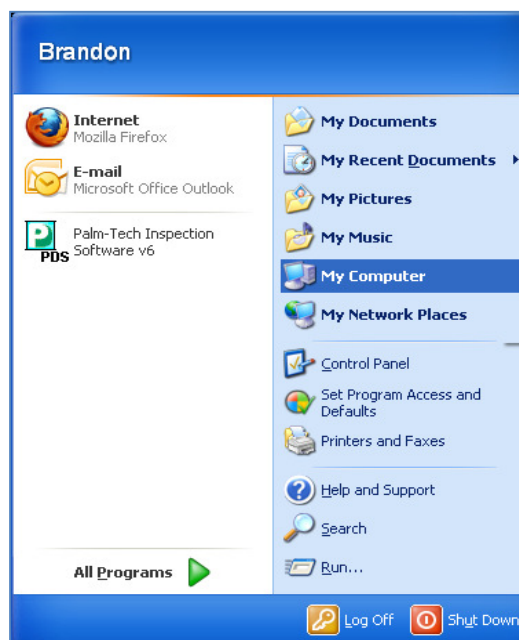 Brandon
Internet
Mozilla Firefox
E-mail
Microsoft Office Outlook
Palm-Tech Inspection
Software v6
PDS
All Programs
My Documents
My Recent Documents
My Pictures
My Music
My Computer
My Network Places
Control Panel
Set Program Access and
Defaults
Printers and Faxes
Help and Support
Search
Run...
Log Off
Shut Down